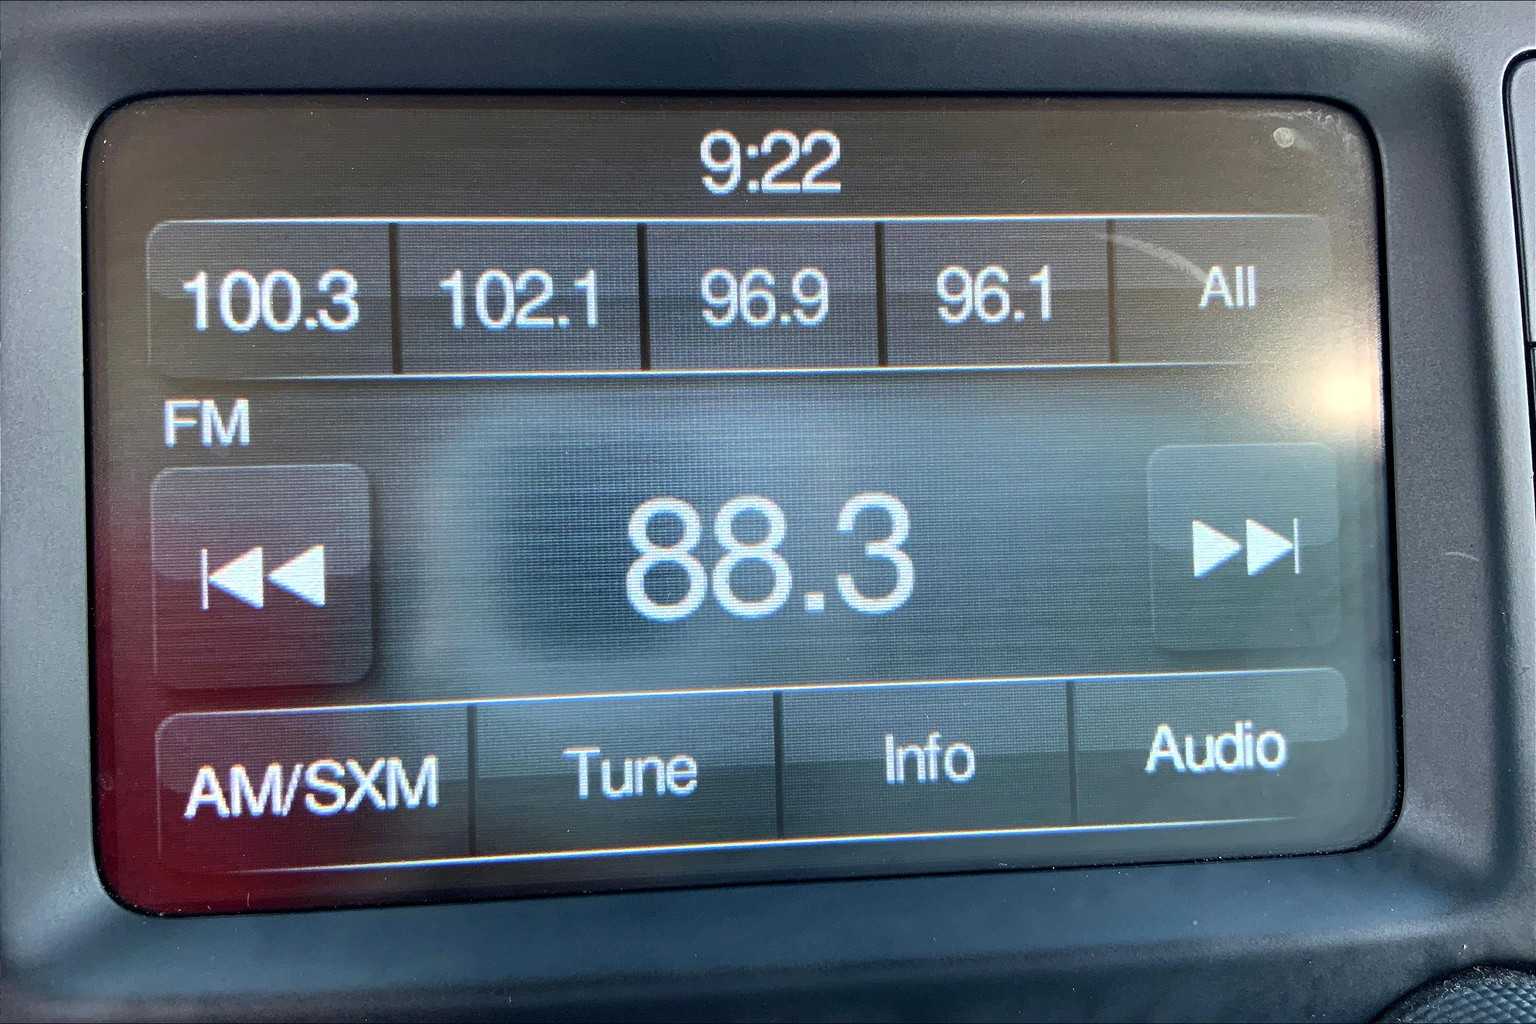 9:22
100.3 102.1 96.9 96.1 All
FM
88.3
AM/SXM Tune Info Audio